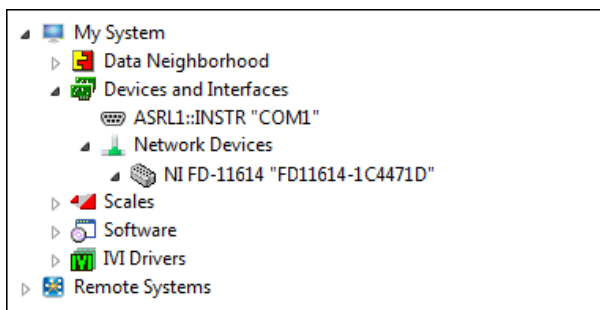 My System
Data Neighborhood
Devices and Interfaces
ASRL1::INSTR "COM1"
Network Devices
NI FD-11614 "FD11614-1C4471D"
Scales
Software
IVI Drivers
Remote Systems